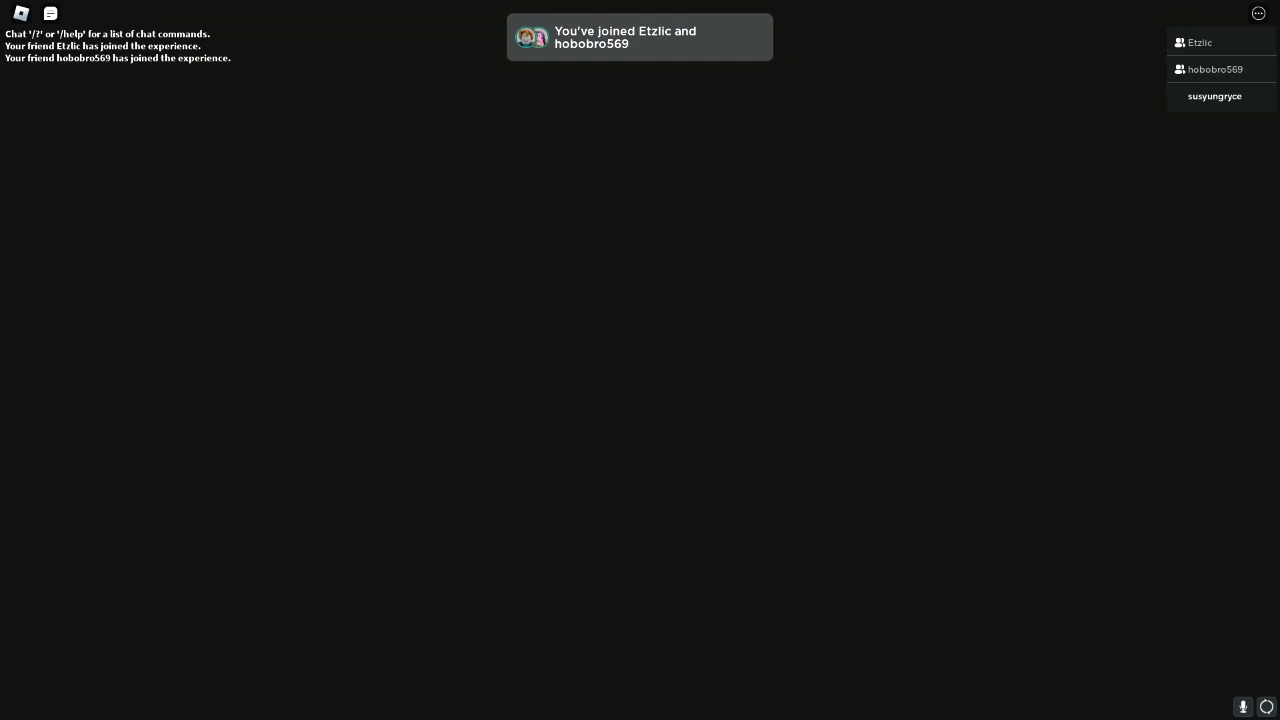 Chat '/?' or '/help' for a list of chat commands.
Your friend Etzlic has joined the experience.
Your friend hobobro569 has joined the experience.
You've joined Etzlic and
hobobro569
Etzlic
hobobro569
susyungryce